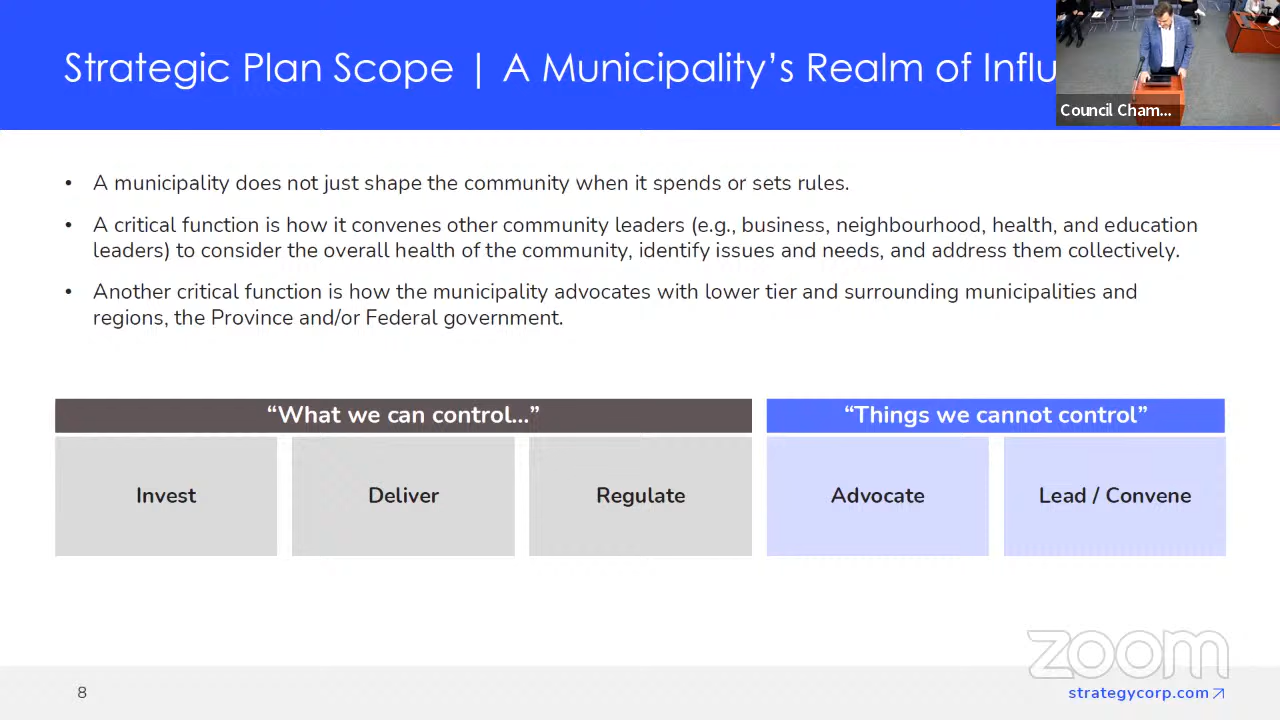 Strategic Plan Scope | A Municipality’s Realm of Influ
Council Cham...
• A municipality does not just shape the community when it spends or sets rules.
• A critical function is how it convenes other community leaders (e.g., business, neighbourhood, health, and education
leaders) to consider the overall health of the community, identify issues and needs, and address them collectively.
• Another critical function is how the municipality advocates with lower tier and surrounding municipalities and
regions, the Province and/or Federal government.
“What we can control...”
“Things we cannot control”
Invest
Deliver
Regulate
Advocate
Lead / Convene
zoom
8
strategycorp.com